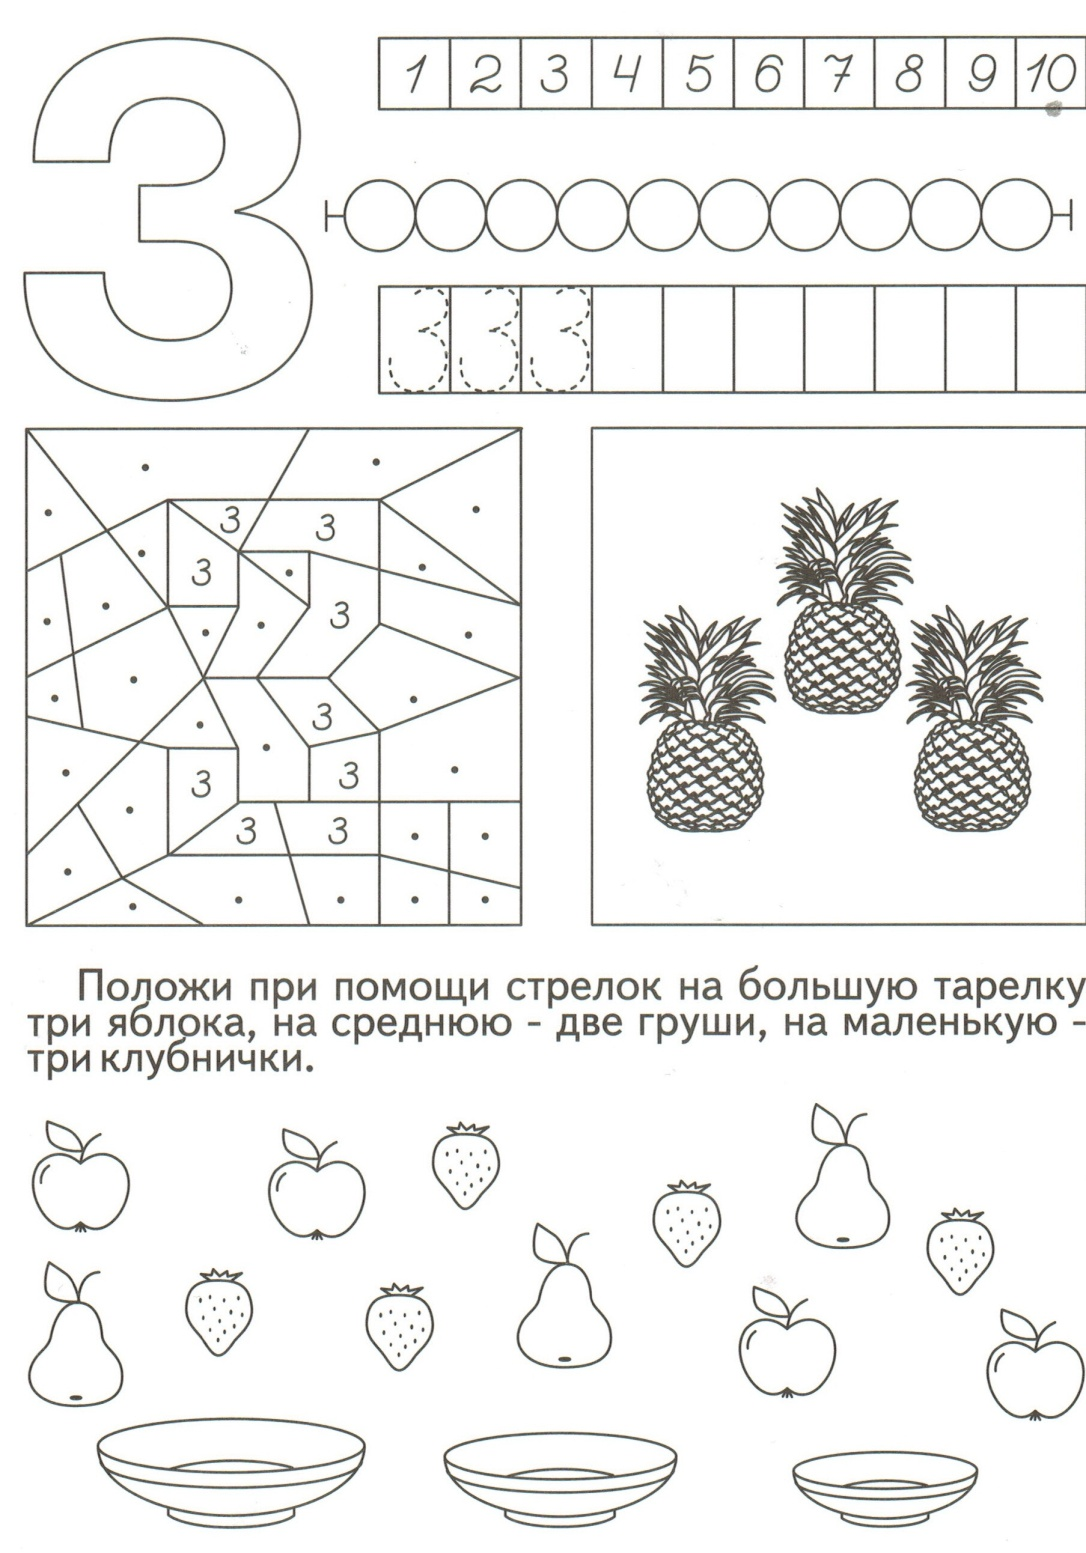 3
1 2 3 4 5 6 7 8 9 10
3 3 3
3 3
3
3
3
3 3
3 3
Положи при помощи стрелок на большую тарелку
три яблока, на среднюю - две груши, на маленькую -
три клубнички.